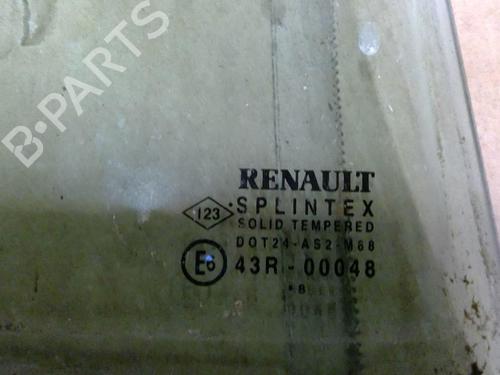 B-PARTS
RENAULT
123 SPLINTEX
SOLID TEMPERED
DOT24-AS2-M68
E6 43R-00048